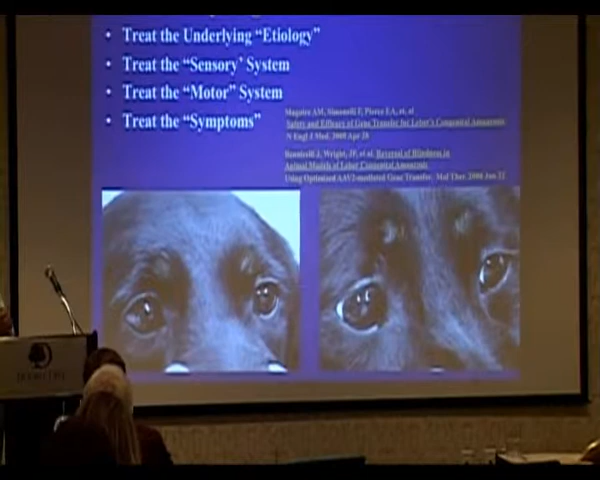 • Treat the Underlying “Etiology”
• Treat the “Sensory’ System
• Treat the “Motor” System
• Treat the “Symptoms”
Maguire AM, Simonelli F, Pierce EA, et. al
Safety and Efficacy of Gene Transfer for Leber's Congenital Amaurosis
N Engl J Med. 2008 Apr 28
Bennicelli J, Wright, JF, et al. Reversal of Blindness in
Animal Models of Leber Congenital Amaurosis
Using Optimized AAV2-mediated Gene Transfer. Mol Ther. 2008 Jan 22